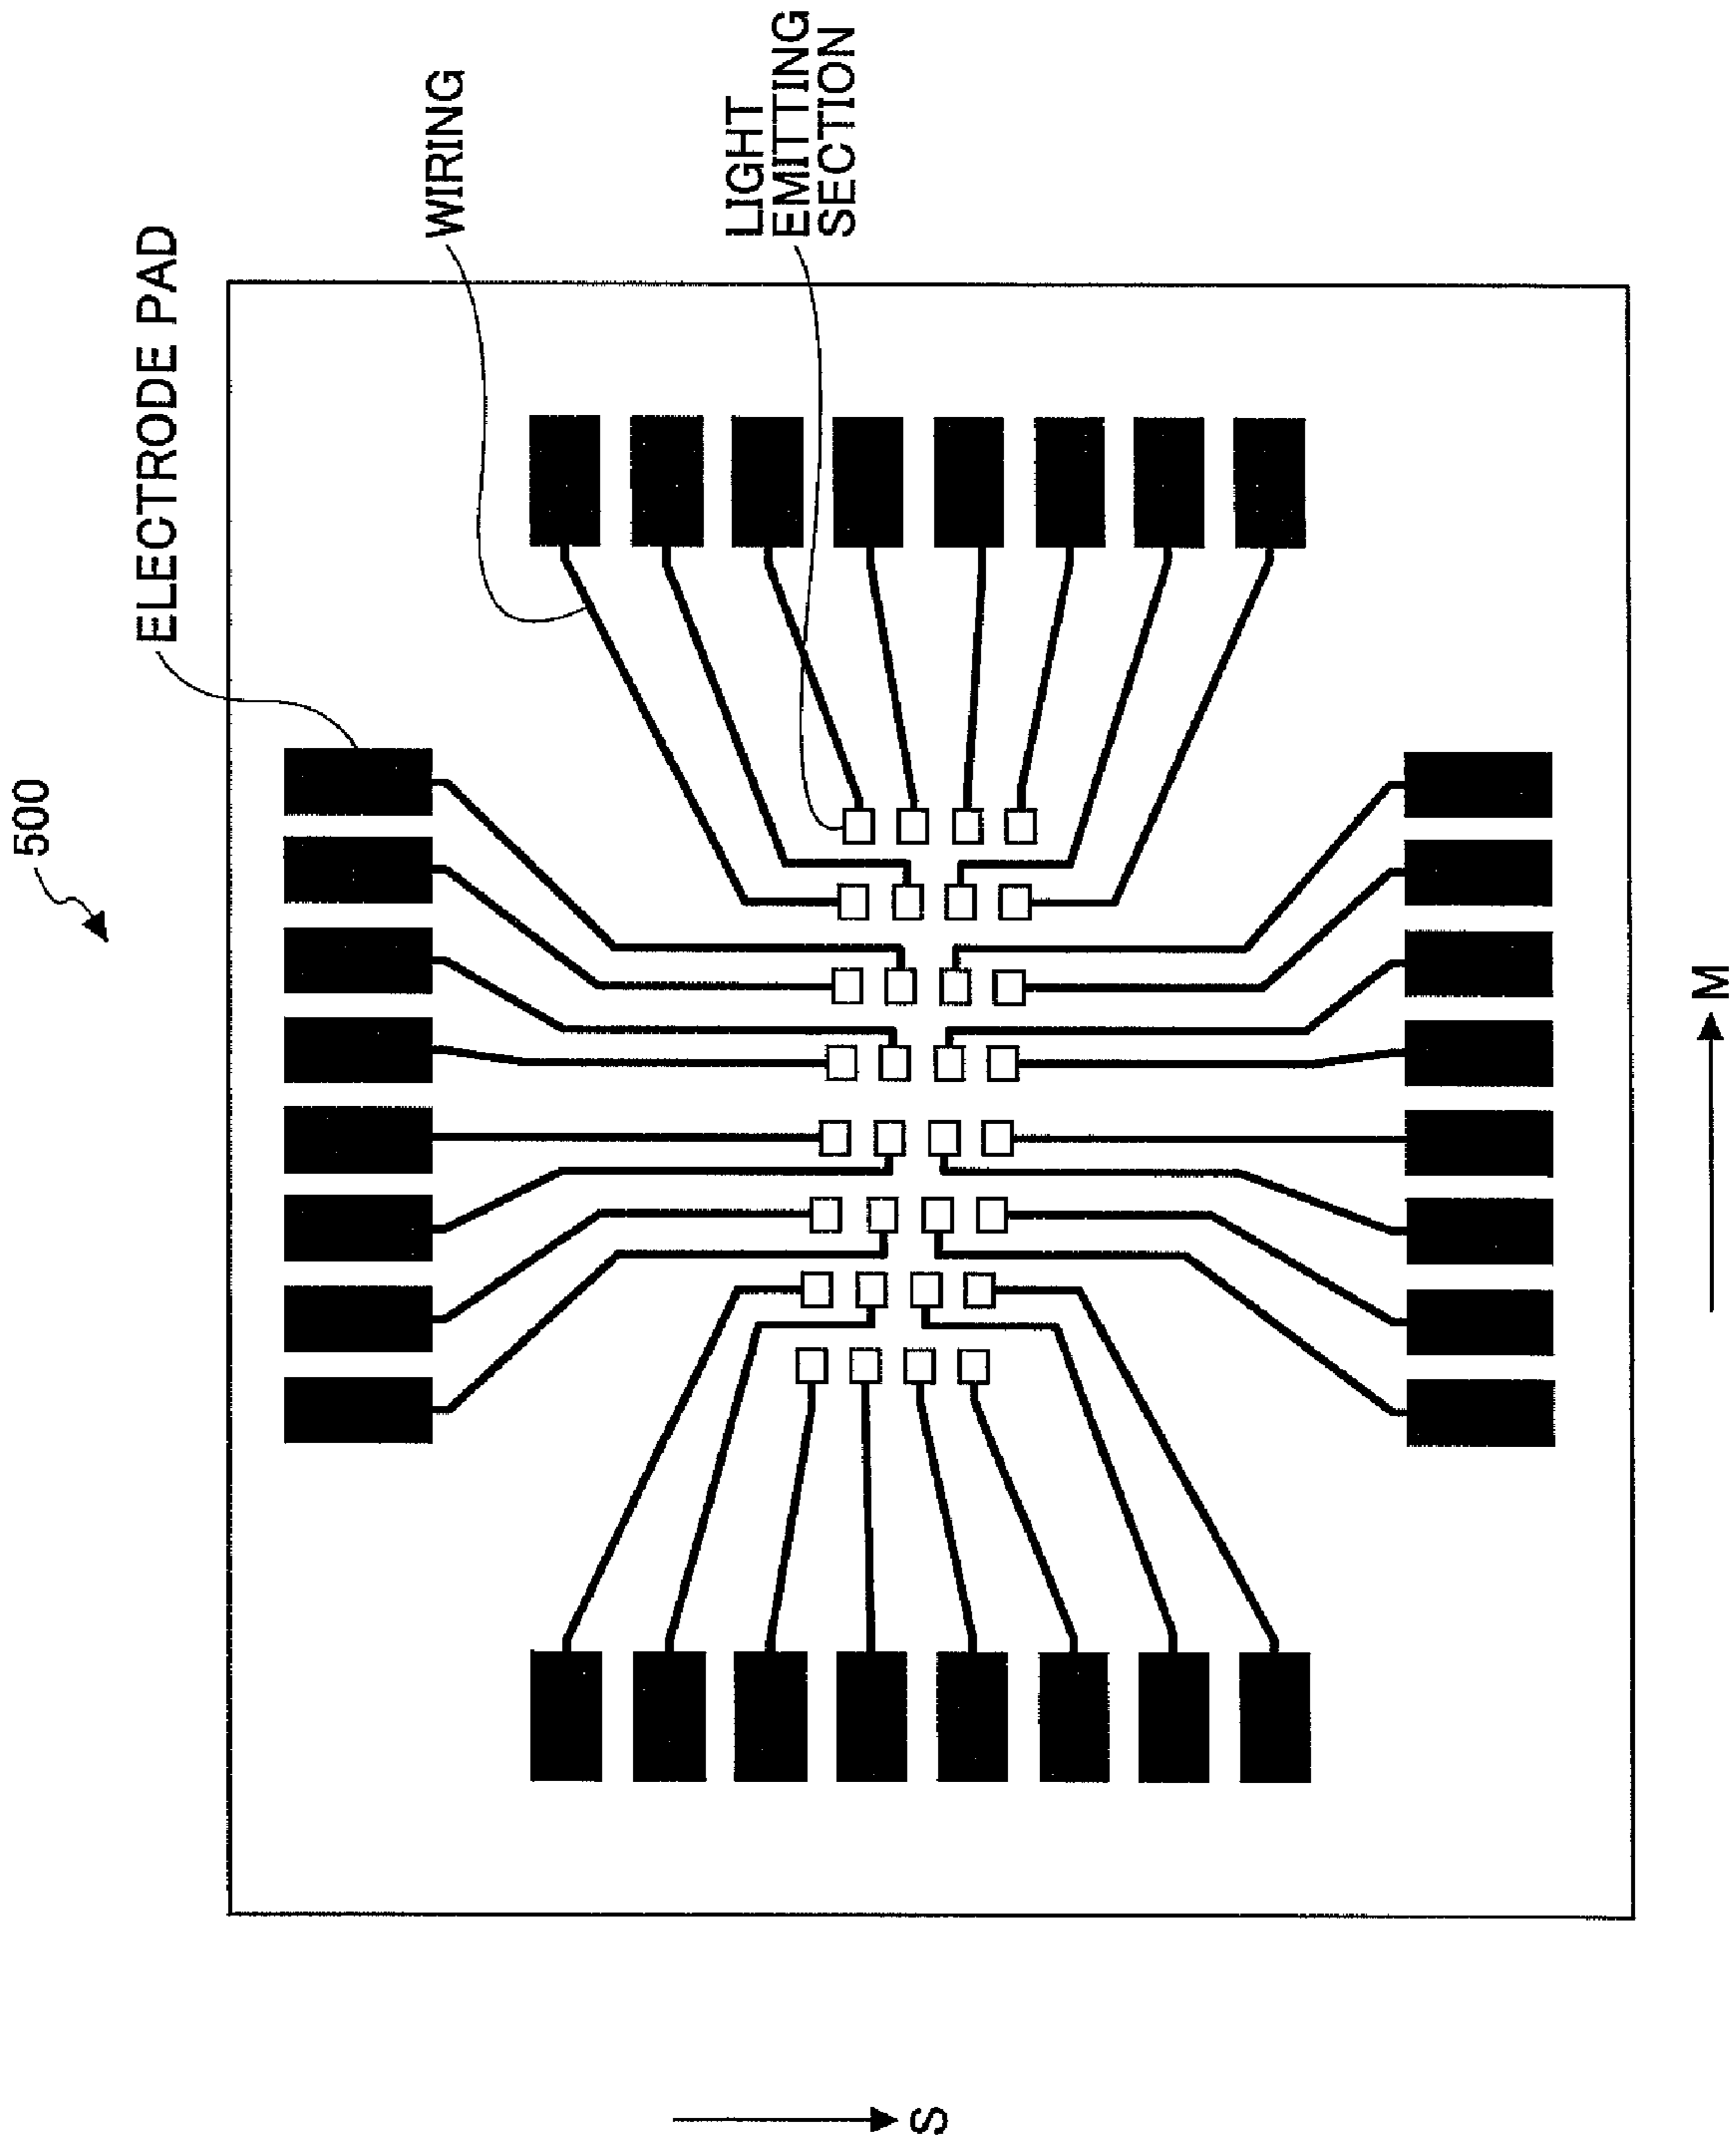 500
ELECTRODE PAD
WIRING
LIGHT
EMITTING
SECTION
M
S